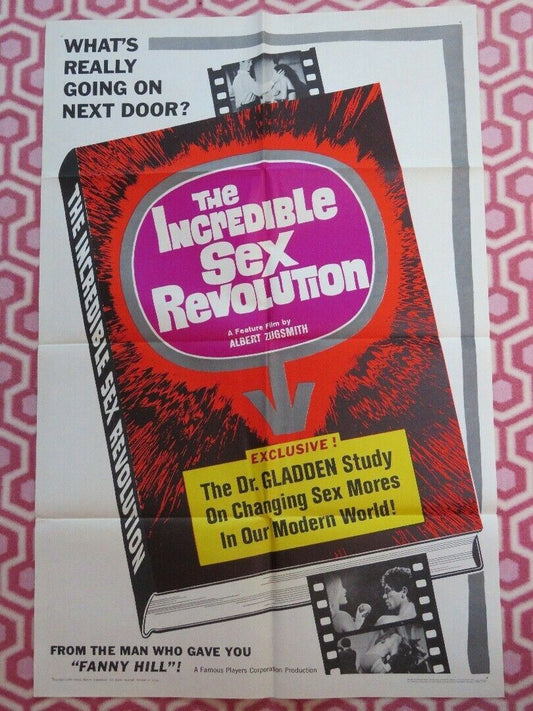 WHAT'S
REALLY
GOING ON
NEXT DOOR?
THE INCREDIBLE SEX REVOLUTION
THE
INCREDIBLE
SEX
REVOLUTION
A Feature Film by
ALBERT ZUGSMITH
EXCLUSIVE!
The Dr. GLADDEN Study
On Changing Sex Mores
In Our Modern World!
FROM THE MAN WHO GAVE YOU
"FANNY HILL"!
A Famous Players Corporation Production